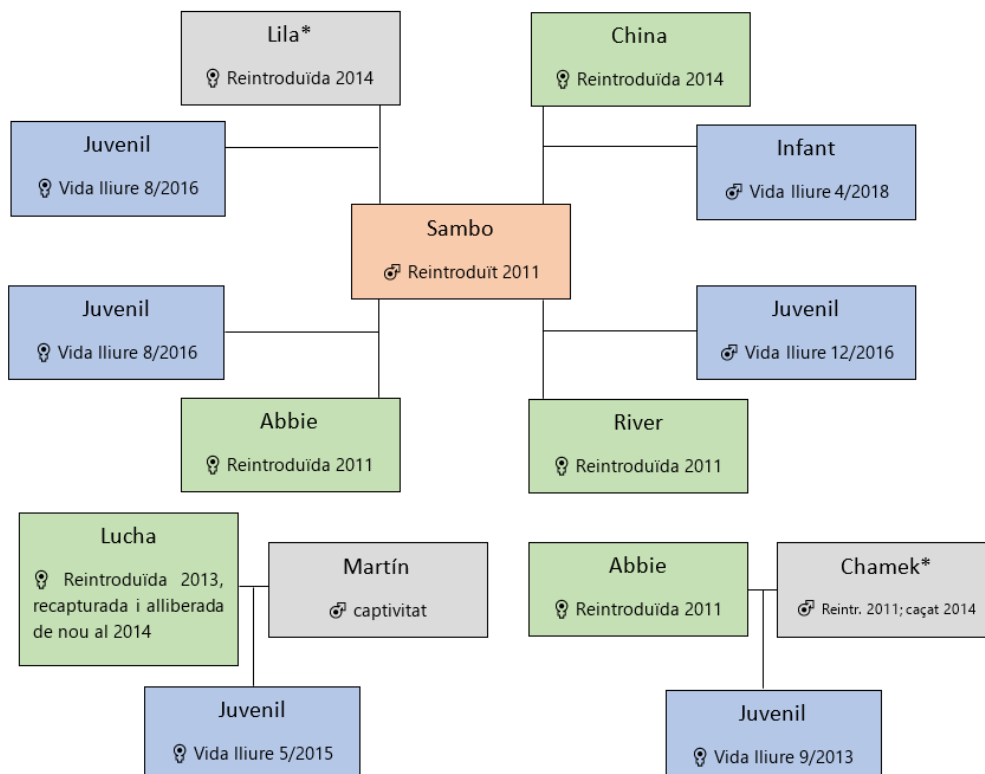 Lila*
Reintroduïda 2014
China
Reintroduïda 2014
Juvenil
Vida lliure 8/2016
Infant
Vida lliure 4/2018
Sambo
Reintroduït 2011
Juvenil
Vida lliure 8/2016
Juvenil
Vida lliure 12/2016
Abbie
Reintroduïda 2011
River
Reintroduïda 2011
Lucha
Reintroduïda 2013,
recapturada i alliberada
de nou al 2014
Martín
captivitat
Abbie
Reintroduïda 2011
Chamek*
Reintr. 2011; caçat 2014
Juvenil
Vida lliure 5/2015
Juvenil
Vida lliure 9/2013